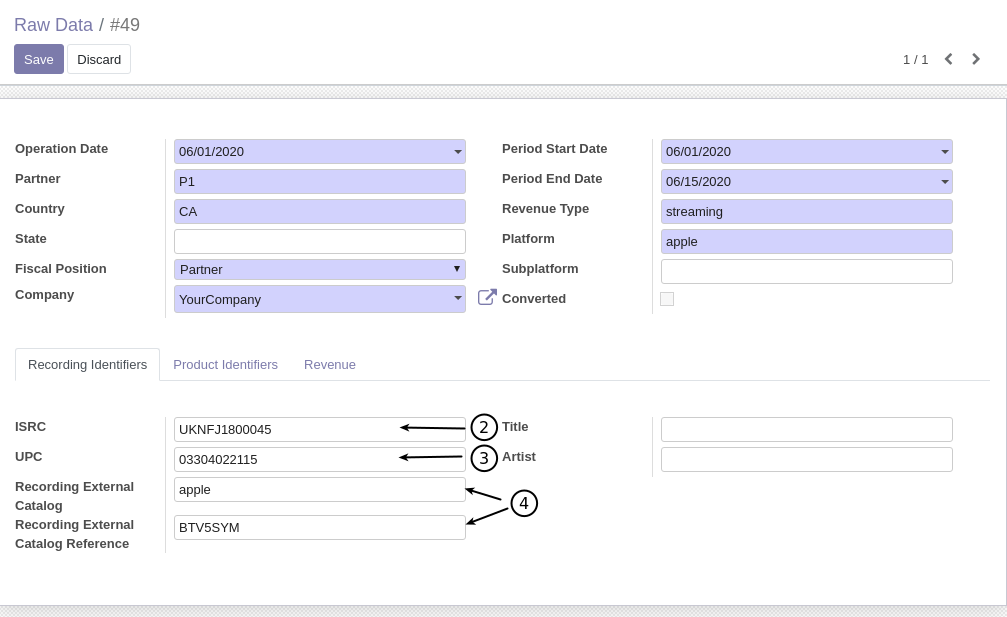 Raw Data / #49
Save Discard 1 / 1
Operation Date 06/01/2020 Period Start Date 06/01/2020
Partner P1 Period End Date 06/15/2020
Country CA Revenue Type streaming
State Platform apple
Fiscal Position Partner Subplatform
Company YourCompany Converted
Recording Identifiers Product Identifiers Revenue
ISRC UKNFJ1800045 2 Title
UPC 03304022115 3 Artist
Recording External
Catalog
apple
4
Recording External
Catalog Reference
BTV5SYM